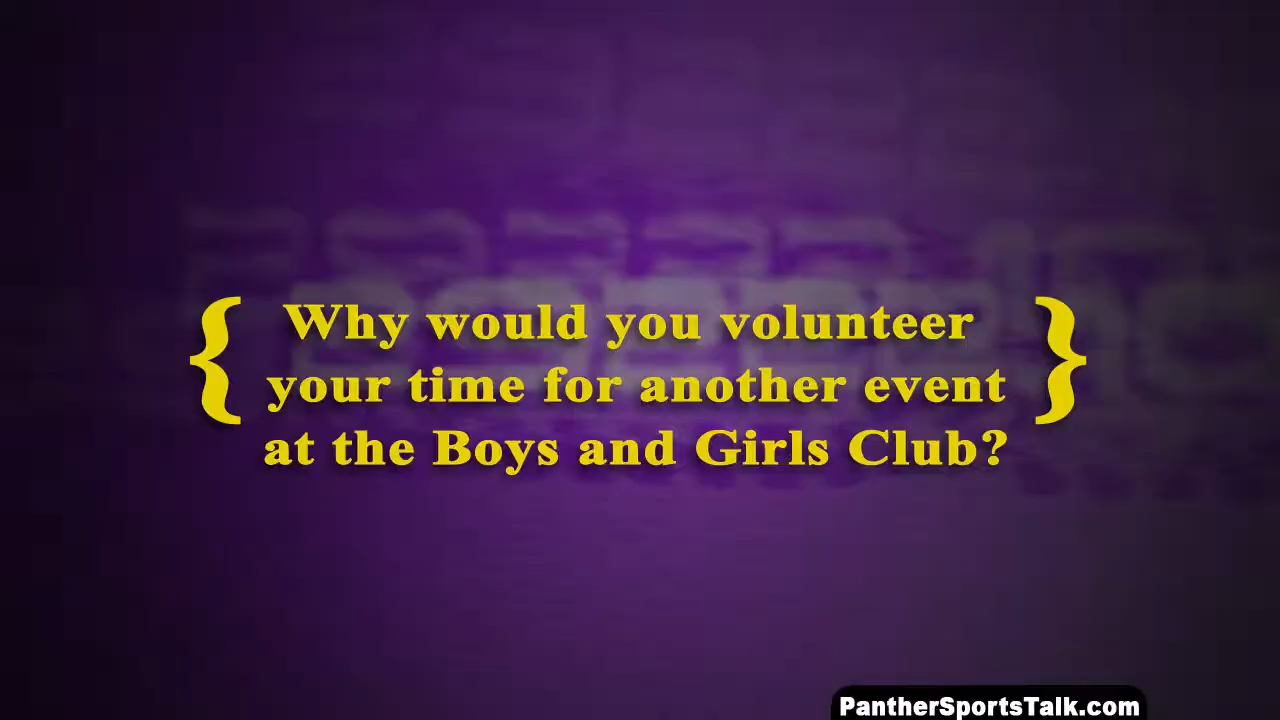 { Why would you volunteer }
your time for another event
at the Boys and Girls Club?
PantherSportsTalk.com